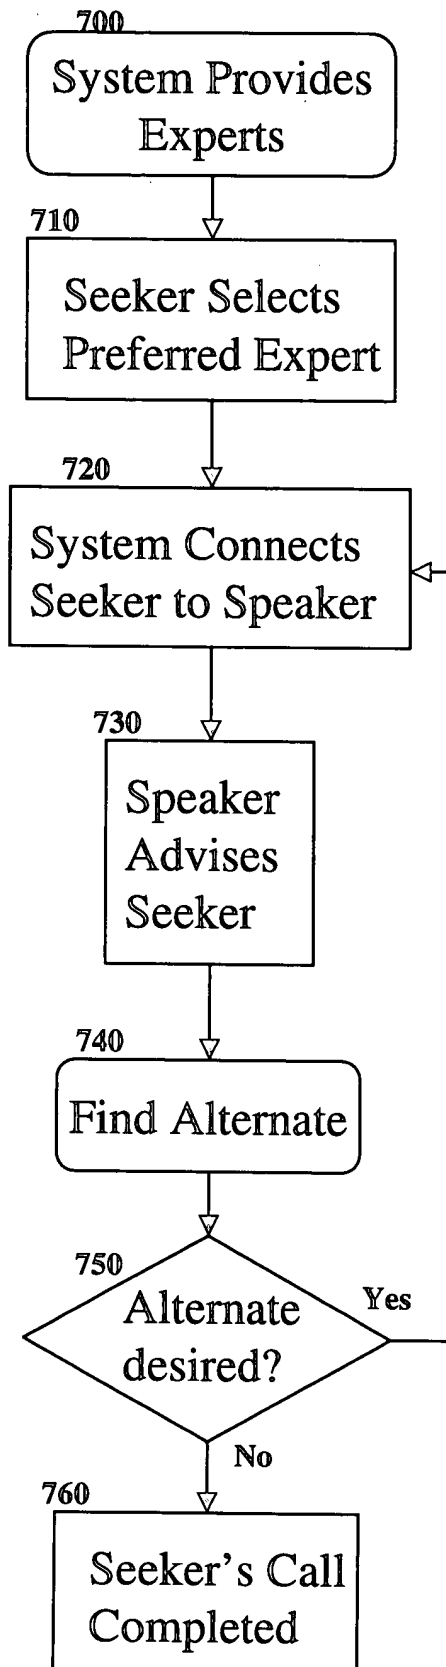 700
System Provides
Experts
710
Seeker Selects
Preferred Expert
720
System Connects
Seeker to Speaker
730
Speaker
Advises
Seeker
740
Find Alternate
750
Alternate
desired?
Yes
No
760
Seeker's Call
Completed